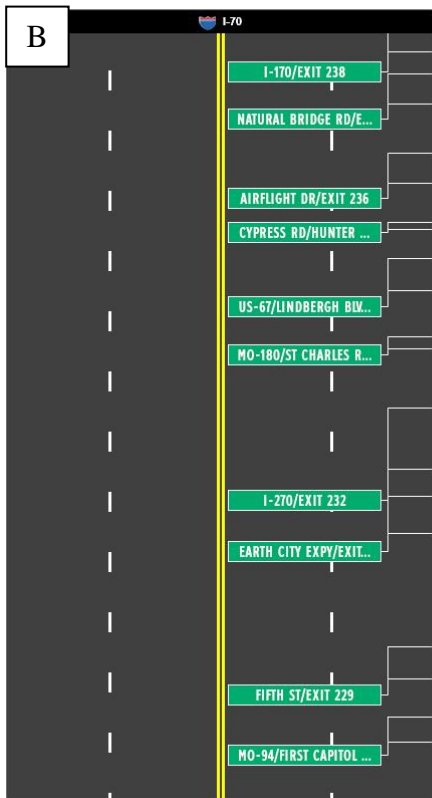 B
I-70
I-170/EXIT 238
NATURAL BRIDGE RD/E...
AIRFLIGHT DR/EXIT 236
CYPRESS RD/HUNTER ...
US-67/LINDBERGH BLV...
MO-180/ST CHARLES R...
I-270/EXIT 232
EARTH CITY EXPY/EXIT...
FIFTH ST/EXIT 229
MO-94/FIRST CAPITOL ...